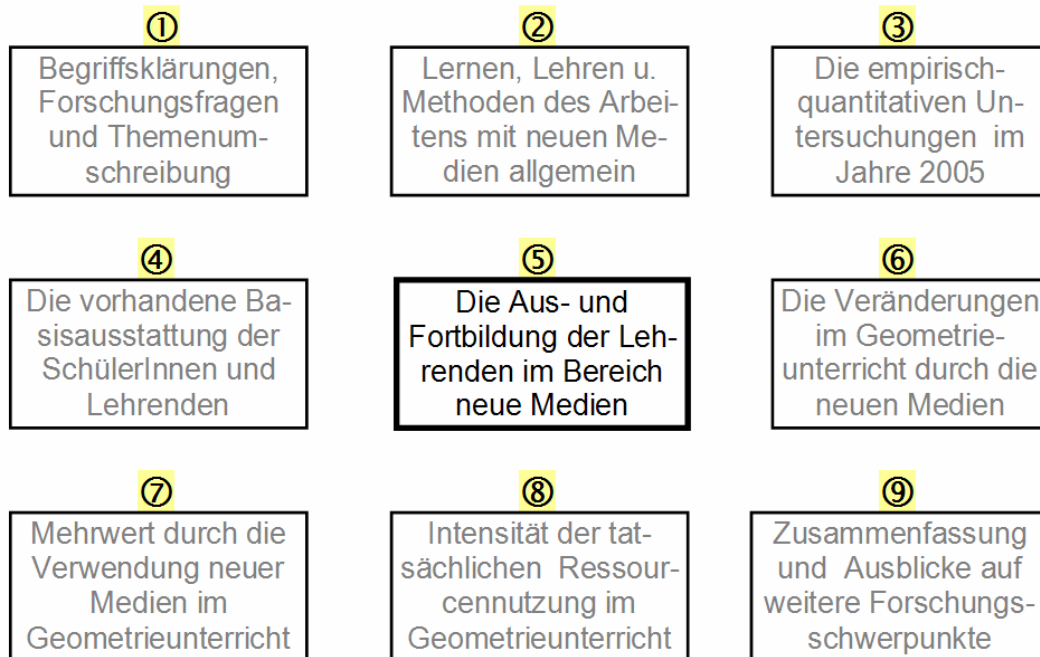 ①
Begriffsklärungen,
Forschungsfragen
und Themenum-
schreibung
②
Lernen, Lehren u.
Methoden des Arbei-
tens mit neuen Me-
dien allgemein
③
Die empirisch-
quantitativen Un-
tersuchungen im
Jahre 2005
④
Die vorhandene Ba-
sisausstattung der
SchülerInnen und
Lehrenden
⑤
Die Aus- und
Fortbildung der Leh-
renden im Bereich
neue Medien
⑥
Die Veränderungen
im Geometrie-
unterricht durch die
neuen Medien
⑦
Mehrwert durch die
Verwendung neuer
Medien im
Geometrieunterricht
⑧
Intensität der tat-
sächlichen Ressour-
cennutzung im
Geometrieunterricht
⑨
Zusammenfassung
und Ausblicke auf
weitere Forschungs-
schwerpunkte